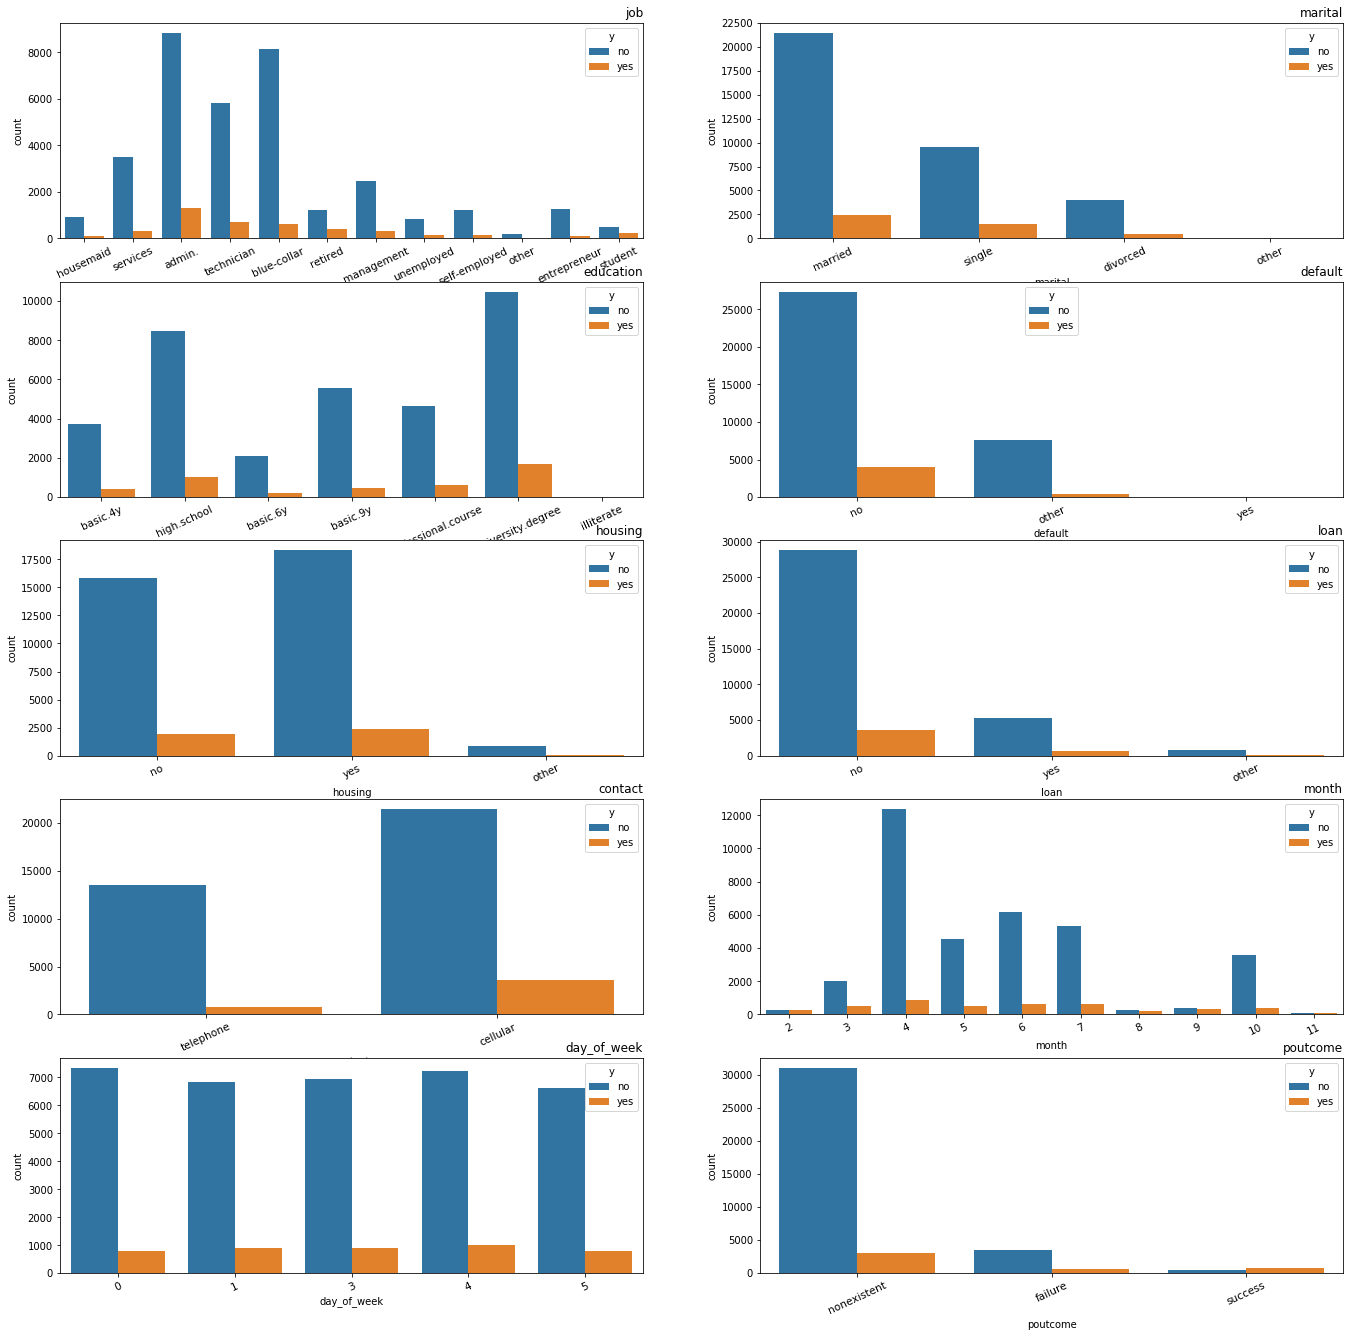 job
8000
6000
4000
2000
0
count
y
no
yes
housemaid
services
admin.
technician
blue-collar
retired
management
unemployed
self-employed
other
entrepreneur
student
marital
22500
20000
17500
15000
12500
10000
7500
5000
2500
0
count
y
no
yes
married
single
divorced
other
marital
education
10000
8000
6000
4000
2000
0
count
y
no
yes
basic.4y
high.school
basic.6y
basic.9y
ssional.course
versity.degree
illiterate
default
25000
20000
15000
10000
5000
0
count
y
no
yes
no
other
yes
default
housing
17500
15000
12500
10000
7500
5000
2500
0
count
y
no
yes
no
yes
other
housing
loan
30000
25000
20000
15000
10000
5000
0
count
y
no
yes
no
yes
other
loan
contact
20000
15000
10000
5000
0
count
y
no
yes
telephone
cellular
month
12000
10000
8000
6000
4000
2000
0
count
y
no
yes
2
3
4
5
6
7
8
9
10
11
month
day_of_week
7000
6000
5000
4000
3000
2000
1000
0
count
y
no
yes
0
1
3
4
5
day_of_week
poutcome
30000
25000
20000
15000
10000
5000
0
count
y
no
yes
nonexistent
failure
success
poutcome